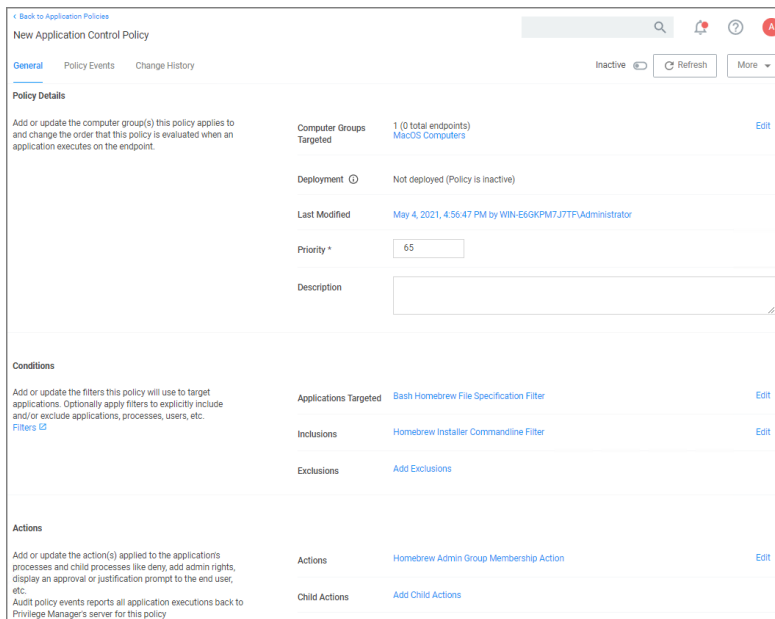 ‹ Back to Application Policies
New Application Control Policy
A
General Policy Events Change History
Inactive Refresh More
Policy Details
Add or update the computer group(s) this policy applies to
and change the order that this policy is evaluated when an
application executes on the endpoint.
Computer Groups
Targeted
1 (0 total endpoints)
MacOS Computers
Edit
Deployment Not deployed (Policy is inactive)
Last Modified May 4, 2021, 4:56:47 PM by WIN-E6GKPM7J7TF\Administrator
Priority * 65
Description
Conditions
Add or update the filters this policy will use to target
applications. Optionally apply filters to explicitly include
and/or exclude applications, processes, users, etc.
Filters
Applications Targeted Bash Homebrew File Specification Filter Edit
Inclusions Homebrew Installer Commandline Filter Edit
Exclusions Add Exclusions
Actions
Add or update the action(s) applied to the application's
processes and child processes like deny, add admin rights,
display an approval or justification prompt to the end user,
etc.
Audit policy events reports all application executions back to
Privilege Manager's server for this policy
Actions Homebrew Admin Group Membership Action Edit
Child Actions Add Child Actions